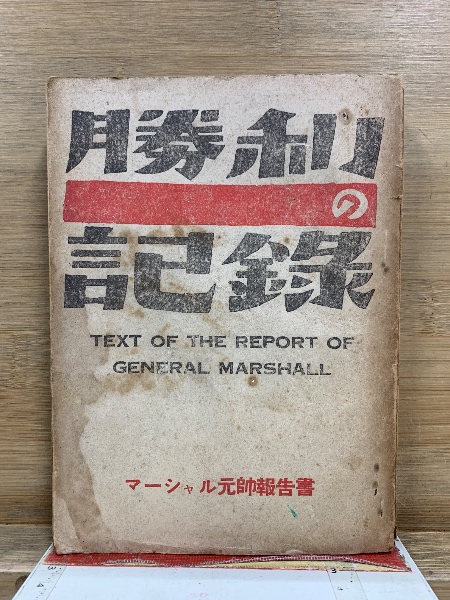 勝利
の
記錄
TEXT OF THE REPORT OF
GENERAL MARSHALL
マーシャル元帥報告書